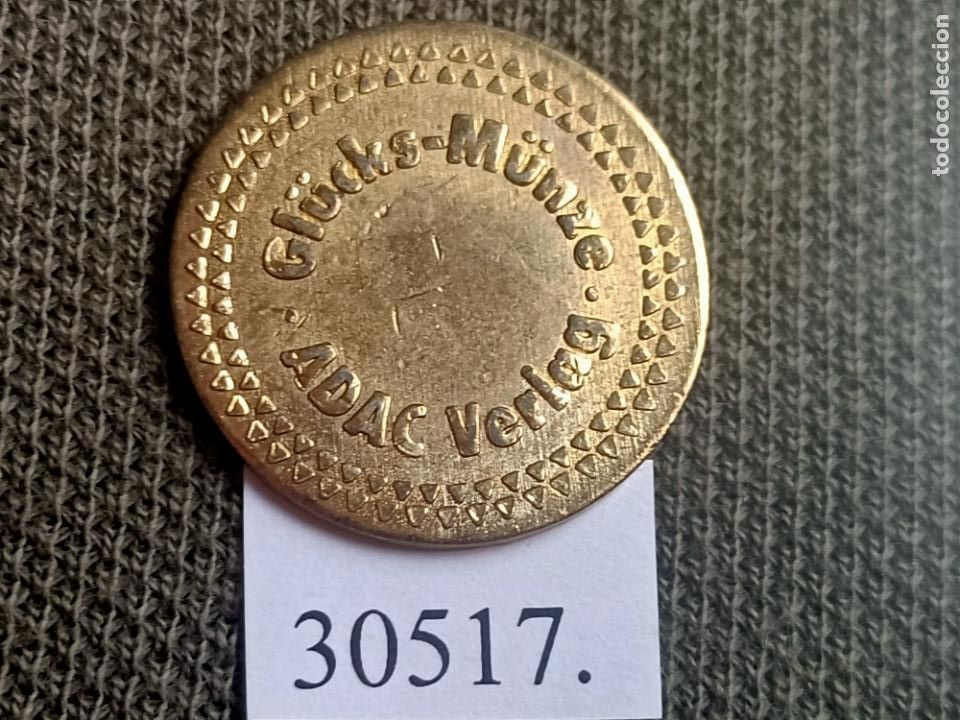 · Glücks-Münze ·
ADAC Verlag
30517.
todocoleccion